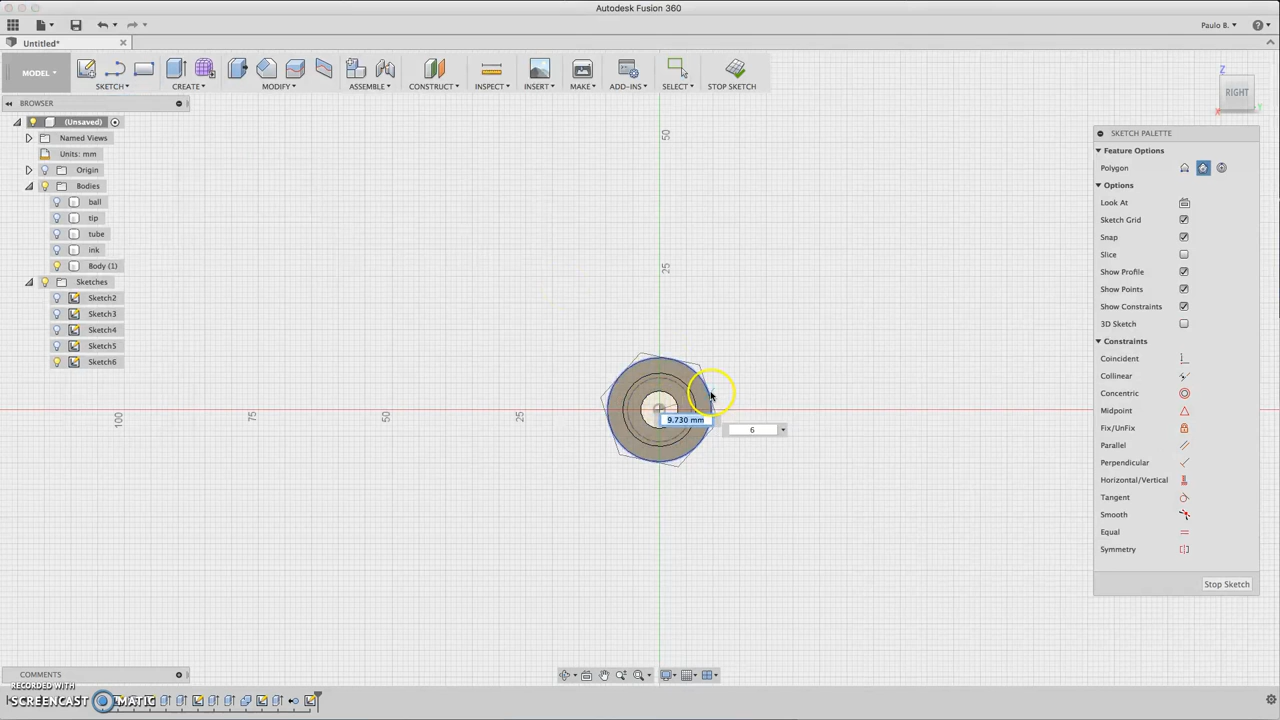 Autodesk Fusion 360
Paulo B.
Untitled*
MODEL
SKETCH
CREATE
MODIFY
ASSEMBLE
CONSTRUCT
INSPECT
INSERT
MAKE
ADD-INS
SELECT
STOP SKETCH
BROWSER
(Unsaved)
Named Views
Units: mm
Origin
Bodies
ball
tip
tube
ink
Body (1)
Sketches
Sketch2
Sketch3
Sketch4
Sketch5
Sketch6
Z
RIGHT
X
Y
50
25
100
75
50
25
9.730 mm
6
SKETCH PALETTE
Feature Options
Polygon
Options
Look At
Sketch Grid
Snap
Slice
Show Profile
Show Points
Show Constraints
3D Sketch
Constraints
Coincident
Collinear
Concentric
Midpoint
Fix/UnFix
Parallel
Perpendicular
Horizontal/Vertical
Tangent
Smooth
Equal
Symmetry
Stop Sketch
COMMENTS
RECORDED WITH
SCREENCAST MATIC